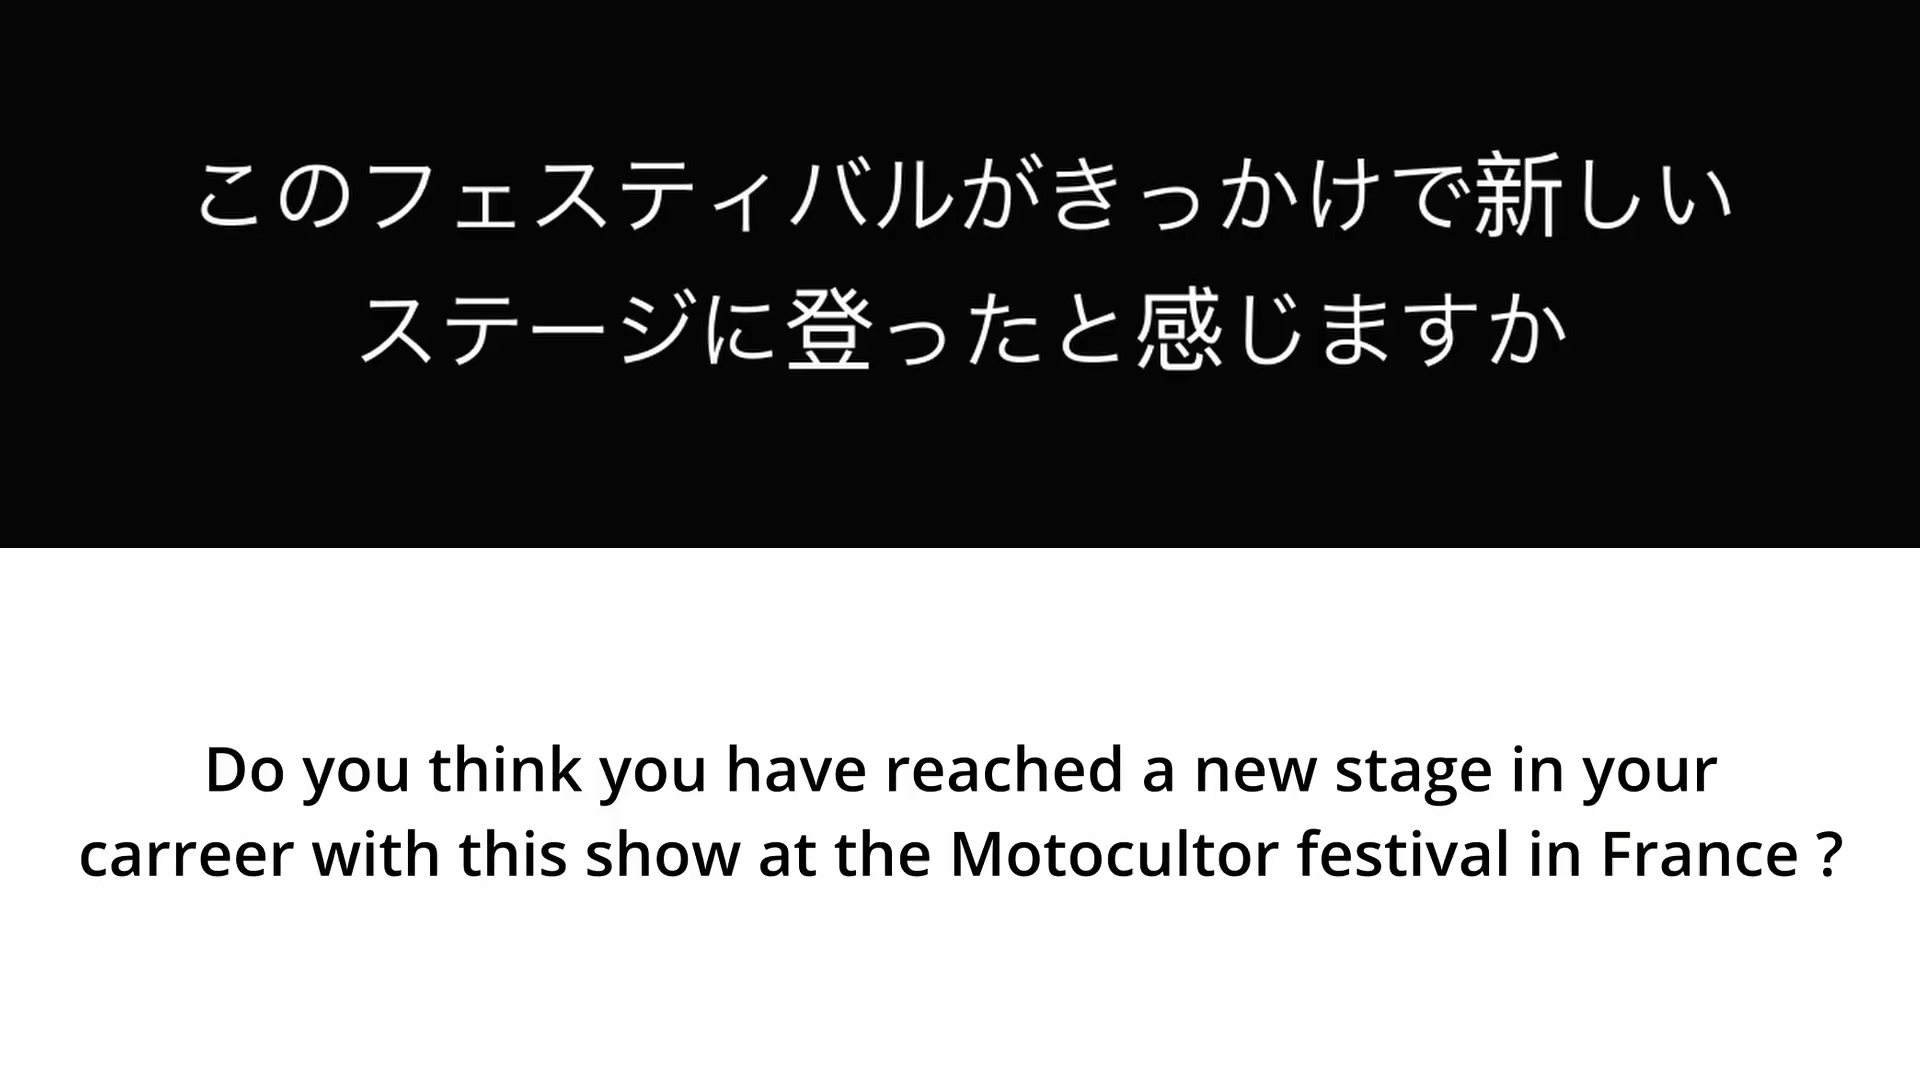 このフェスティバルがきっかけで新しい
ステージに登ったと感じますか
Do you think you have reached a new stage in your
carreer with this show at the Motocultor festival in France ?